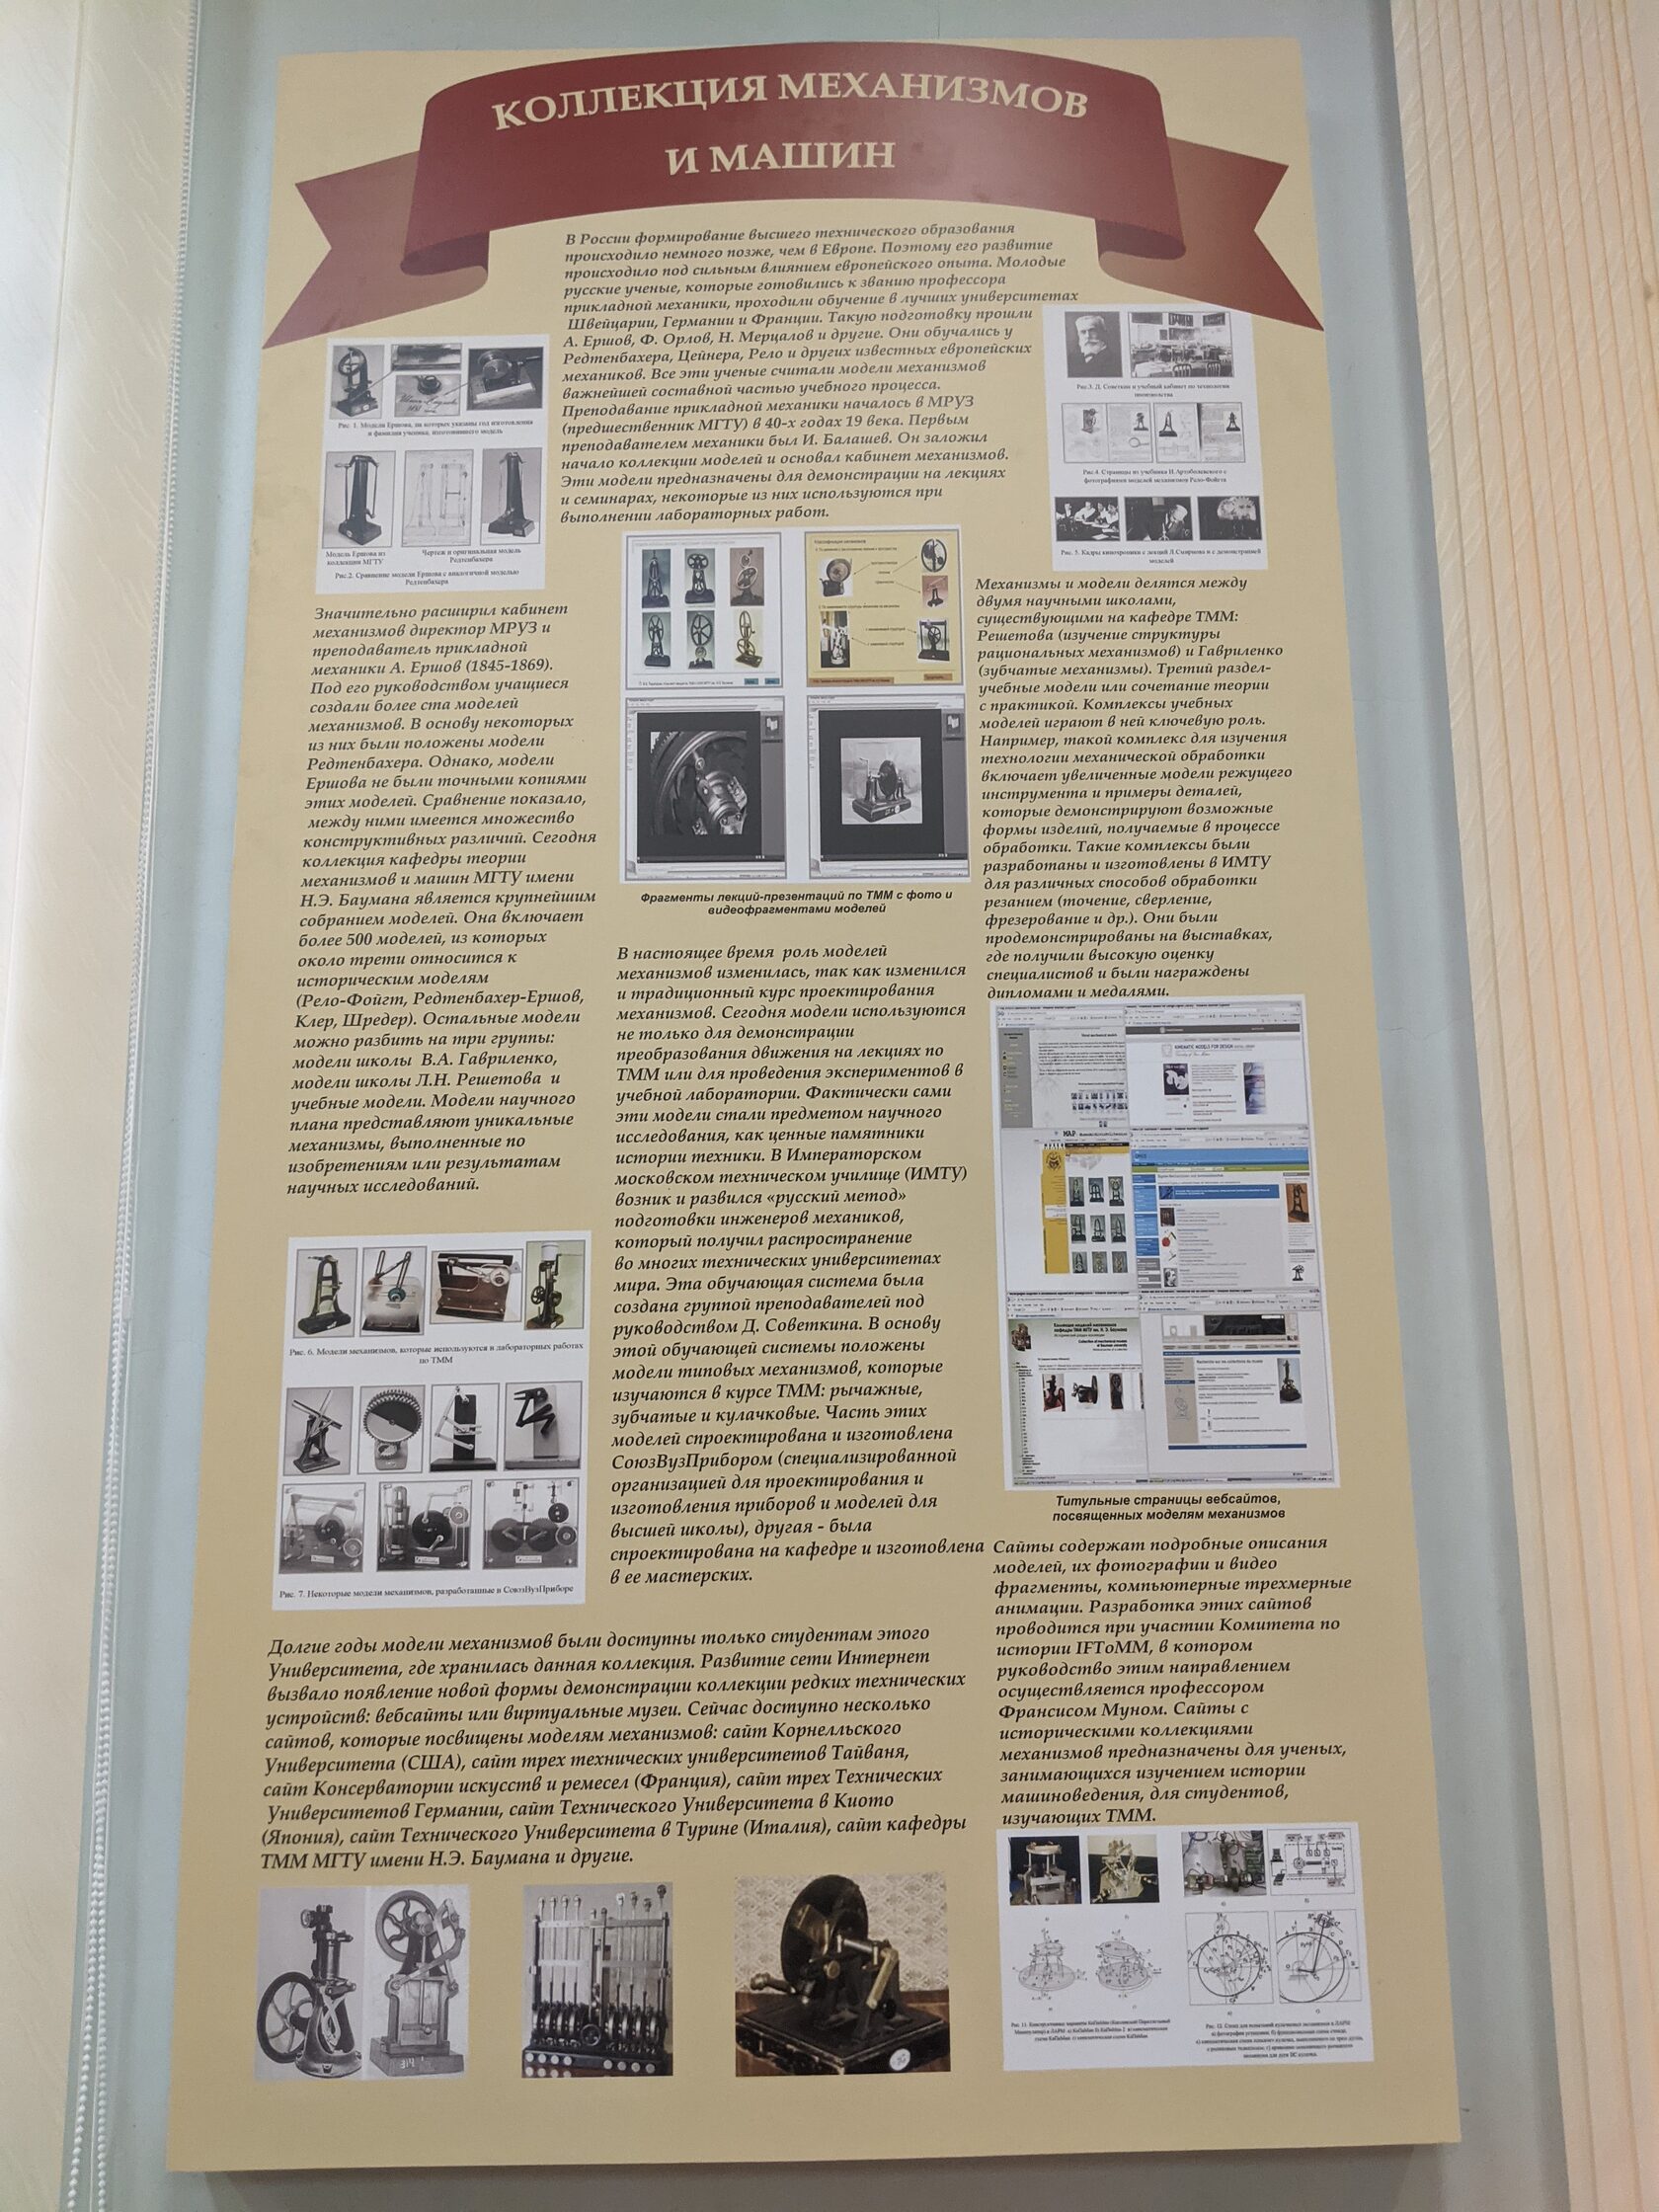 КОЛЛЕКЦИЯ МЕХАНИЗМОВ
И МАШИН
В России формирование высшего технического образования
происходило немного позже, чем в Европе. Поэтому его развитие
происходило под сильным влиянием европейского опыта. Молодые
русские ученые, которые готовились к званию профессора
прикладной механики, проходили обучение в лучших университетах
Швейцарии, Германии и Франции. Такую подготовку прошли
А. Ершов, Ф. Орлов, Н. Мерцалов и другие. Они обучались у
Редтенбахера, Цейнера, Рело и других известных европейских
механиков. Все эти ученые считали модели механизмов
важнейшей составной частью учебного процесса.
Преподавание прикладной механики началось в МРУЗ
(предшественник МГТУ) в 40-х годах 19 века. Первым
преподавателем механики был И. Балашев. Он заложил
начало коллекции моделей и основал кабинет механизмов.
Эти модели предназначены для демонстрации на лекциях
и семинарах, некоторые из них используются при
выполнении лабораторных работ.
Рис. 1. Модели Ершова, на которых указаны год изготовления
и фамилия ученика, изготовившего модель
Модель Ершова из
коллекции МГТУ
Чертеж и оригинальная модель
Редтенбахера
Рис.2. Сравнение модели Ершова с аналогичной моделью
Редтенбахера
Значительно расширил кабинет
механизмов директор МРУЗ и
преподаватель прикладной
механики А. Ершов (1845-1869).
Под его руководством учащиеся
создали более ста моделей
механизмов. В основу некоторых
из них были положены модели
Редтенбахера. Однако, модели
Ершова не были точными копиями
этих моделей. Сравнение показало,
между ними имеется множество
конструктивных различий. Сегодня
коллекция кафедры теории
механизмов и машин МГТУ имени
Н.Э. Баумана является крупнейшим
собранием моделей. Она включает
более 500 моделей, из которых
около трети относится к
историческим моделям
(Рело-Фойгт, Редтенбахер-Ершов,
Клер, Шредер). Остальные модели
можно разбить на три группы:
модели школы В.А. Гавриленко,
модели школы Л.Н. Решетова и
учебные модели. Модели научного
плана представляют уникальные
механизмы, выполненные по
изобретениям или результатам
научных исследований.
Рис. 6. Модели механизмов, которые используются в лабораторных работах
по ТММ
Рис. 7. Некоторые модели механизмов, разработанные в СоюзВузПриборе
Фрагменты лекций-презентаций по ТММ с фото и
видеофрагментами моделей
В настоящее время роль моделей
механизмов изменилась, так как изменился
и традиционный курс проектирования
механизмов. Сегодня модели используются
не только для демонстрации
преобразования движения на лекциях по
ТММ или для проведения экспериментов в
учебной лаборатории. Фактически сами
эти модели стали предметом научного
исследования, как ценные памятники
истории техники. В Императорском
московском техническом училище (ИМТУ)
возник и развился «русский метод»
подготовки инженеров механиков,
который получил распространение
во многих технических университетах
мира. Эта обучающая система была
создана группой преподавателей под
руководством Д. Советкина. В основу
этой обучающей системы положены
модели типовых механизмов, которые
изучаются в курсе ТММ: рычажные,
зубчатые и кулачковые. Часть этих
моделей спроектирована и изготовлена
СоюзВузПрибором (специализированной
организацией для проектирования и
изготовления приборов и моделей для
высшей школы), другая - была
спроектирована на кафедре и изготовлена
в ее мастерских.
Рис.3. Д. Советкин и учебный кабинет по технологии
производства
Рис.4. Страницы из учебника И.Артоболевского с
фотографиями моделей механизмов Рело-Фойгта
Рис. 5. Кадры кинохроники с лекций Л.Смирнова и с демонстрацией
моделей
Механизмы и модели делятся между
двумя научными школами,
существующими на кафедре ТММ:
Решетова (изучение структуры
рациональных механизмов) и Гавриленко
(зубчатые механизмы). Третий раздел-
учебные модели или сочетание теории
с практикой. Комплексы учебных
моделей играют в ней ключевую роль.
Например, такой комплекс для изучения
технологии механической обработки
включает увеличенные модели режущего
инструмента и примеры деталей,
которые демонстрируют возможные
формы изделий, получаемые в процессе
обработки. Такие комплексы были
разработаны и изготовлены в ИМТУ
для различных способов обработки
резанием (точение, сверление,
фрезерование и др.). Они были
продемонстрированы на выставках,
где получили высокую оценку
специалистов и были награждены
дипломами и медалями.
KINEMATIC MODELS FOR DESIGN
Титульные страницы вебсайтов,
посвященных моделям механизмов
Сайты содержат подробные описания
моделей, их фотографии и видео
фрагменты, компьютерные трехмерные
анимации. Разработка этих сайтов
проводится при участии Комитета по
истории IFToMM, в котором
руководство этим направлением
осуществляется профессором
Франсисом Муном. Сайты с
историческими коллекциями
механизмов предназначены для ученых,
занимающихся изучением истории
машиноведения, для студентов,
изучающих ТММ.
Долгие годы модели механизмов были доступны только студентам этого
Университета, где хранилась данная коллекция. Развитие сети Интернет
вызвало появление новой формы демонстрации коллекции редких технических
устройств: вебсайты или виртуальные музеи. Сейчас доступно несколько
сайтов, которые посвищены моделям механизмов: сайт Корнелльского
Университета (США), сайт трех технических университетов Тайваня,
сайт Консерватории искусств и ремесел (Франция), сайт трех Технических
Университетов Германии, сайт Технического Университета в Киото
(Япония), сайт Технического Университета в Турине (Италия), сайт кафедры
ТММ МГТУ имени Н.Э. Баумана и другие.